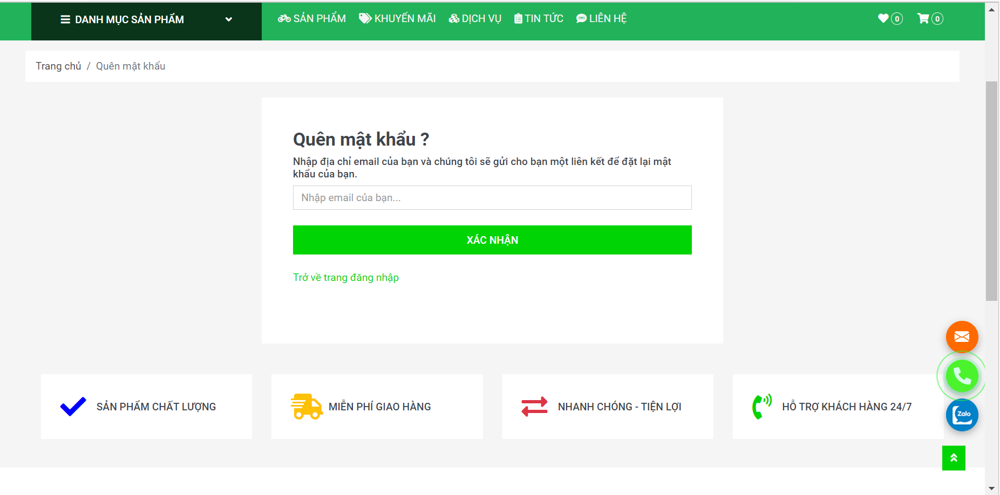 DANH MỤC SẢN PHẨM
SẢN PHẨM KHUYẾN MÃI DỊCH VỤ TIN TỨC SMS LIÊN HỆ 0 0
Trang chủ / Quên mật khẩu
Quên mật khẩu ?
Nhập địa chỉ email của bạn và chúng tôi sẽ gửi cho bạn một liên kết để đặt lại mật
khẩu của bạn.
Nhập email của bạn...
XÁC NHẬN
Trở về trang đăng nhập
SẢN PHẨM CHẤT LƯỢNG
MIỄN PHÍ GIAO HÀNG
NHANH CHÓNG - TIỆN LỢI
HỖ TRỢ KHÁCH HÀNG 24/7
Zalo